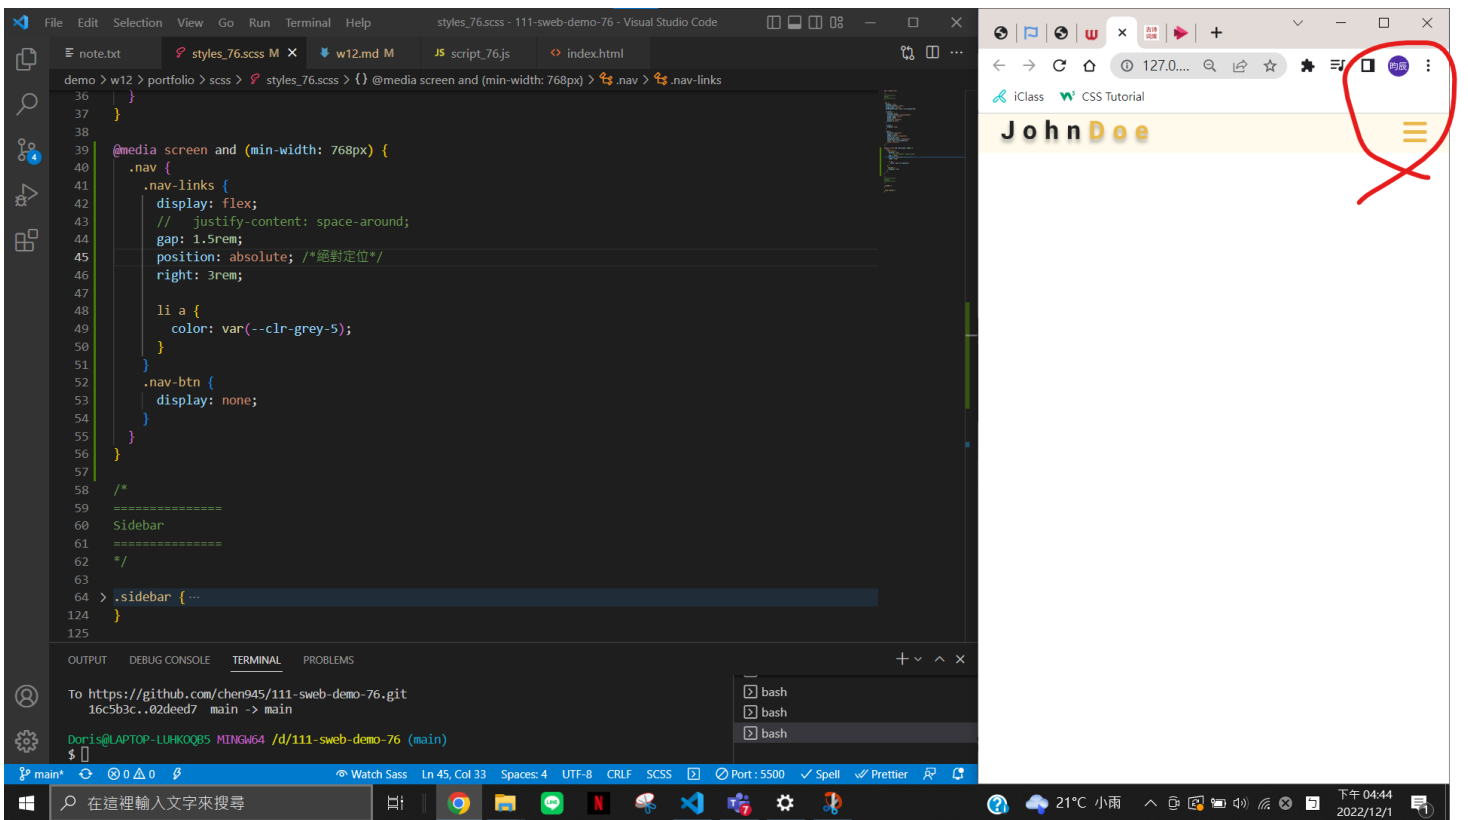 File Edit Selection View Go Run Terminal Help styles_76.scss - 111-sweb-demo-76 - Visual Studio Code
note.txt styles_76.scss M w12.md M JS script_76.js index.html
demo > w12 > portfolio > scss > styles_76.scss > {} @media screen and (min-width: 768px) > .nav > .nav-links
36 }
37 }
38
39 @media screen and (min-width: 768px) {
40 .nav {
41 .nav-links {
42 display: flex;
43 // justify-content: space-around;
44 gap: 1.5rem;
45 position: absolute; /*絕對定位*/
46 right: 3rem;
47
48 li a {
49 color: var(--clr-grey-5);
50 }
51 }
52 .nav-btn {
53 display: none;
54 }
55 }
56 }
57
58 /*
59 ===============
60 Sidebar
61 ===============
62 */
63
64 > .sidebar { ...
124 }
125
OUTPUT DEBUG CONSOLE TERMINAL PROBLEMS
To https://github.com/chen945/111-sweb-demo-76.git
16c5b3c..02deed7 main -> main
Doris@LAPTOP-LUHKOQB5 MINGW64 /d/111-sweb-demo-76 (main)
$
bash
bash
bash
4
main* 0 0 Watch Sass Ln 45, Col 33 Spaces: 4 UTF-8 CRLF SCSS Port : 5500 Spell Prettier
127.0....
昀辰
iClass W³ CSS Tutorial
JohnDoe
在這裡輸入文字來搜尋
LINE
N
7
21°C 小雨
下午 04:44
2022/12/1
1